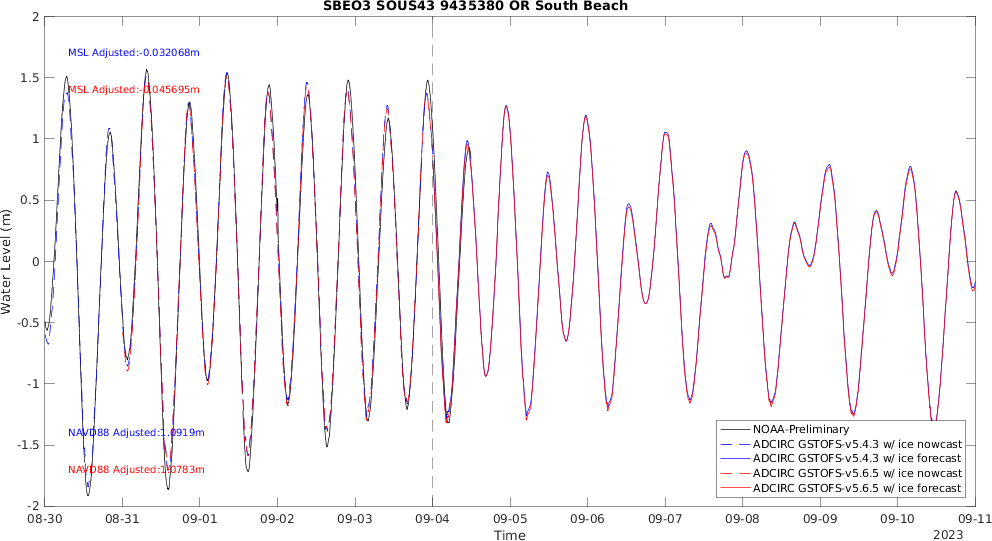 SBEO3 SOUS43 9435380 OR South Beach
2
1.5
1
0.5
0
-0.5
-1
-1.5
-2
Water Level (m)
MSL Adjusted:-0.032068m
MSL Adjusted:-0.045695m
NAVD88 Adjusted:1.0919m
NAVD88 Adjusted:1.0783m
NOAA-Preliminary
ADCIRC GSTOFS-v5.4.3 w/ ice nowcast
ADCIRC GSTOFS-v5.4.3 w/ ice forecast
ADCIRC GSTOFS-v5.6.5 w/ ice nowcast
ADCIRC GSTOFS-v5.6.5 w/ ice forecast
08-30 08-31 09-01 09-02 09-03 09-04 09-05 09-06 09-07 09-08 09-09 09-10 09-11
Time
2023